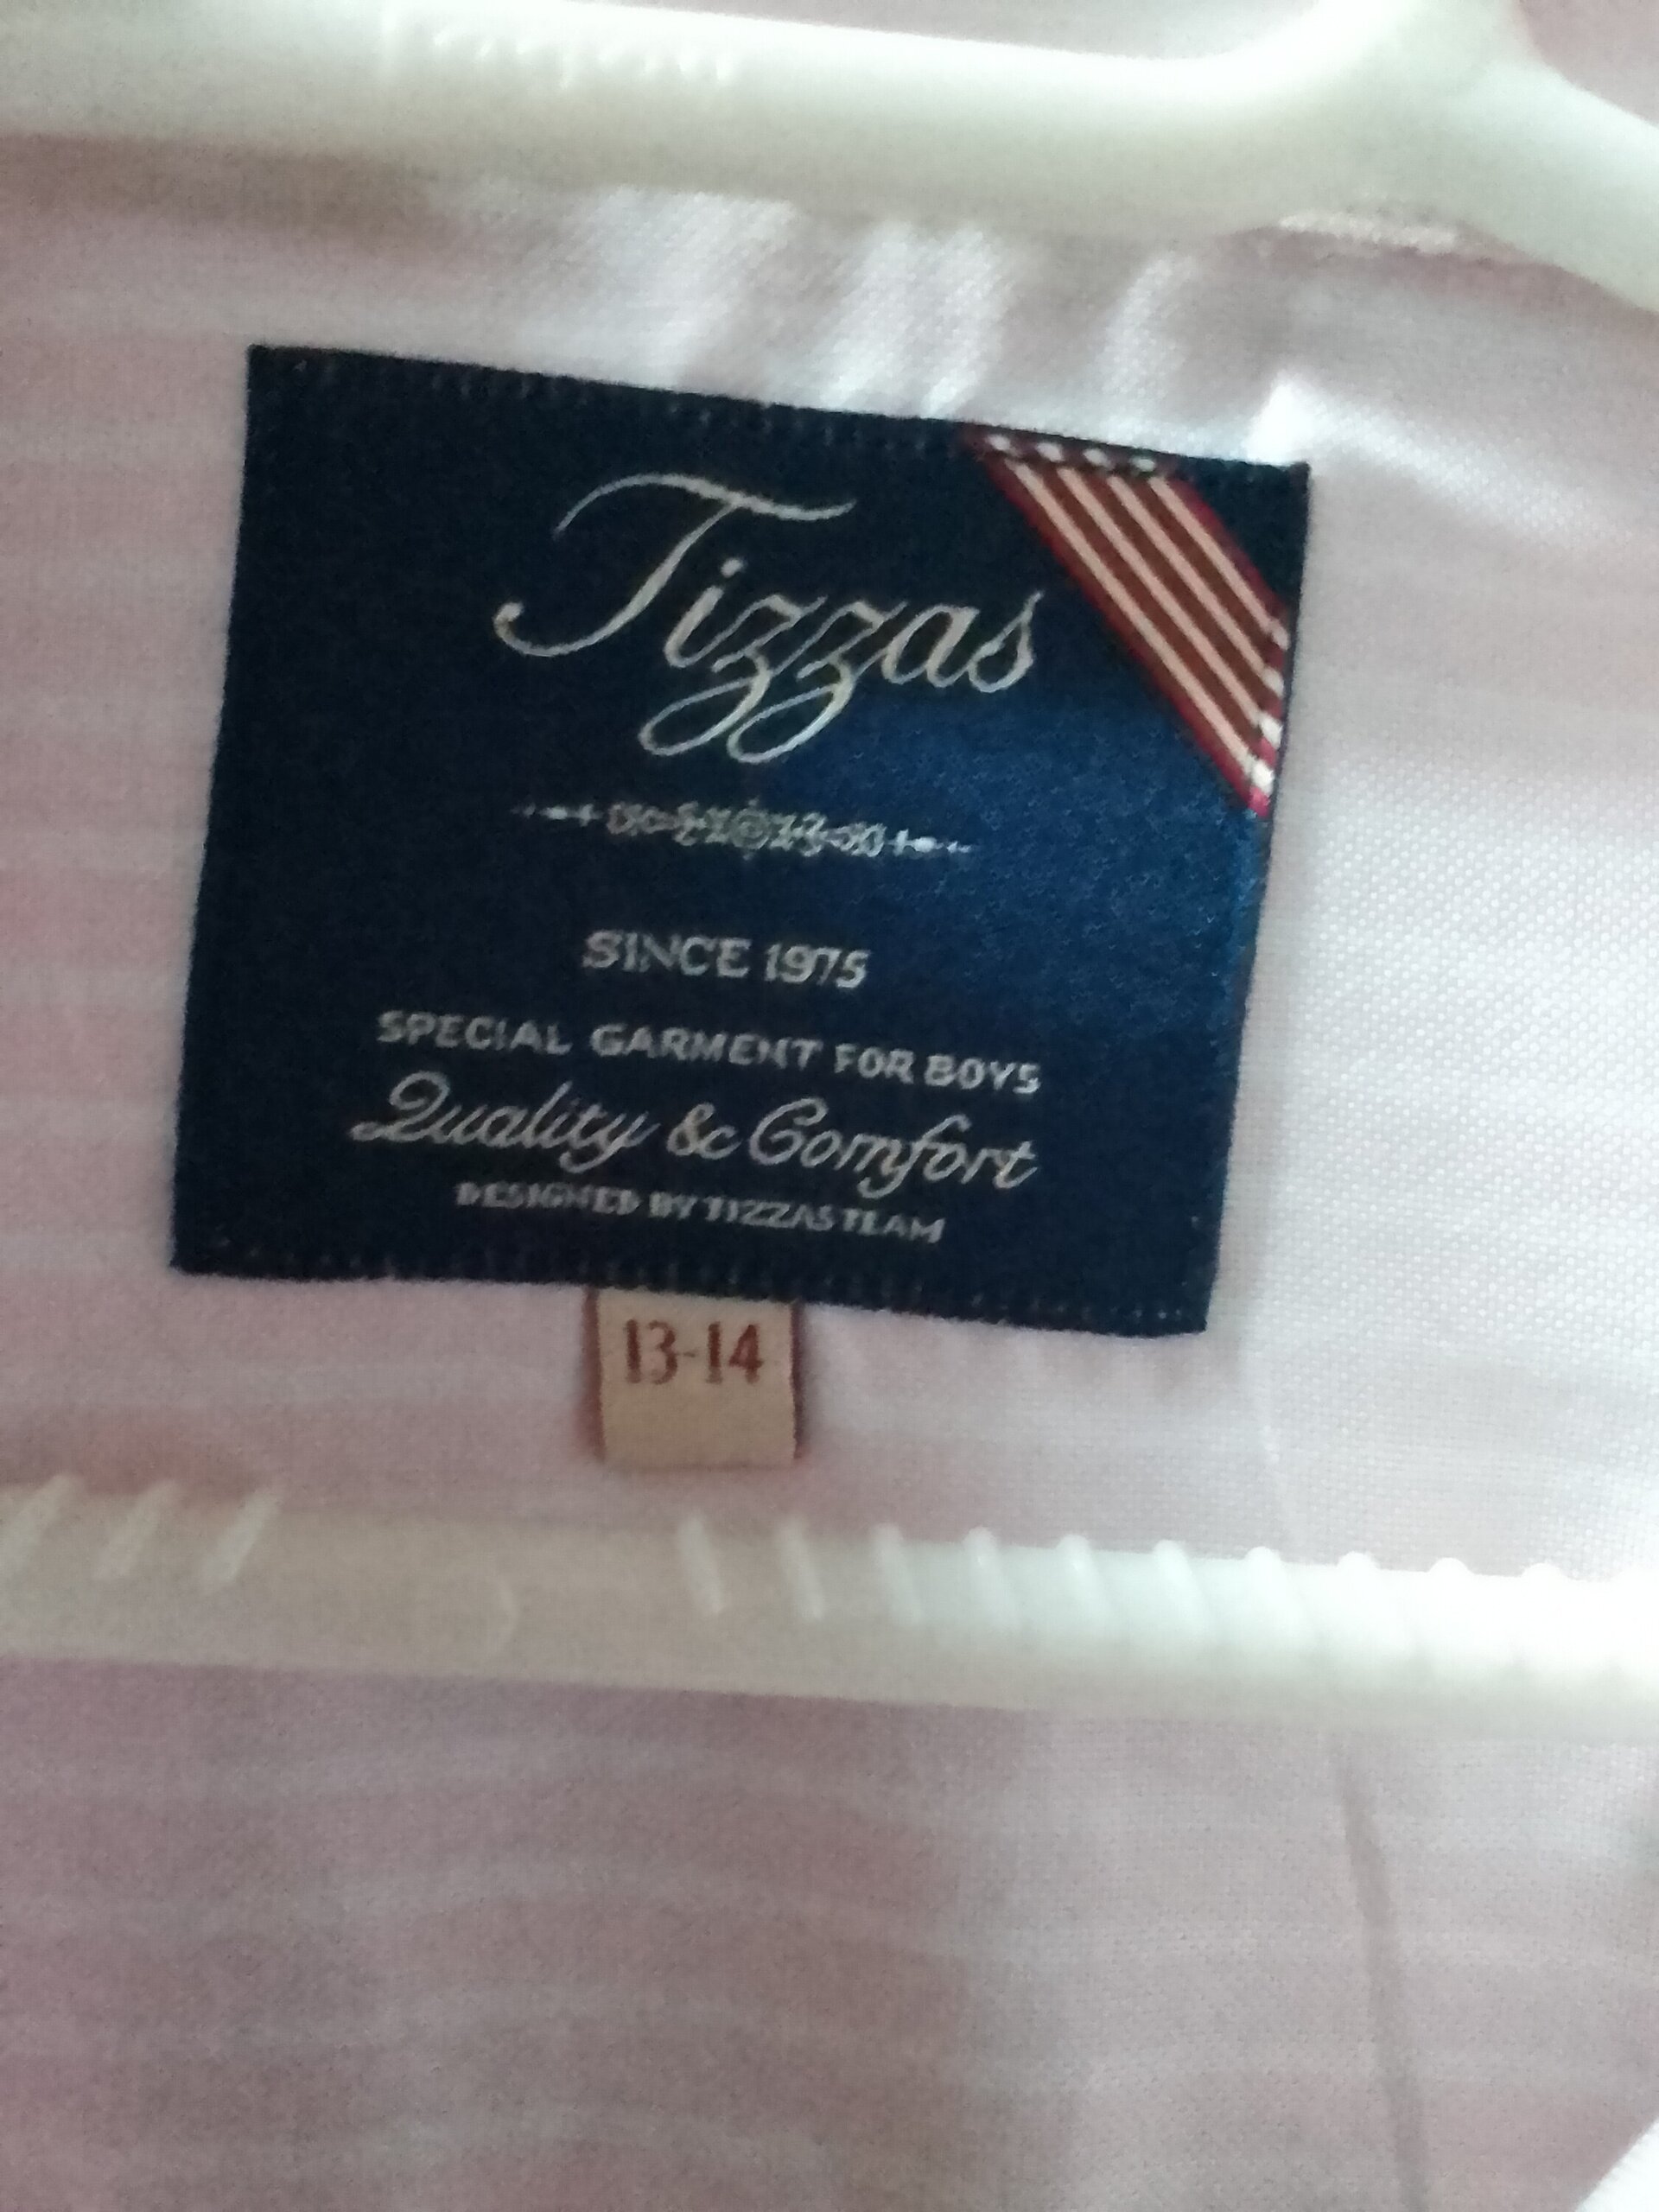 Tizzas
SINCE 1975
SPECIAL GARMENT FOR BOYS
Quality & Comfort
DESIGNED BY TIZZAS TEAM
13-14